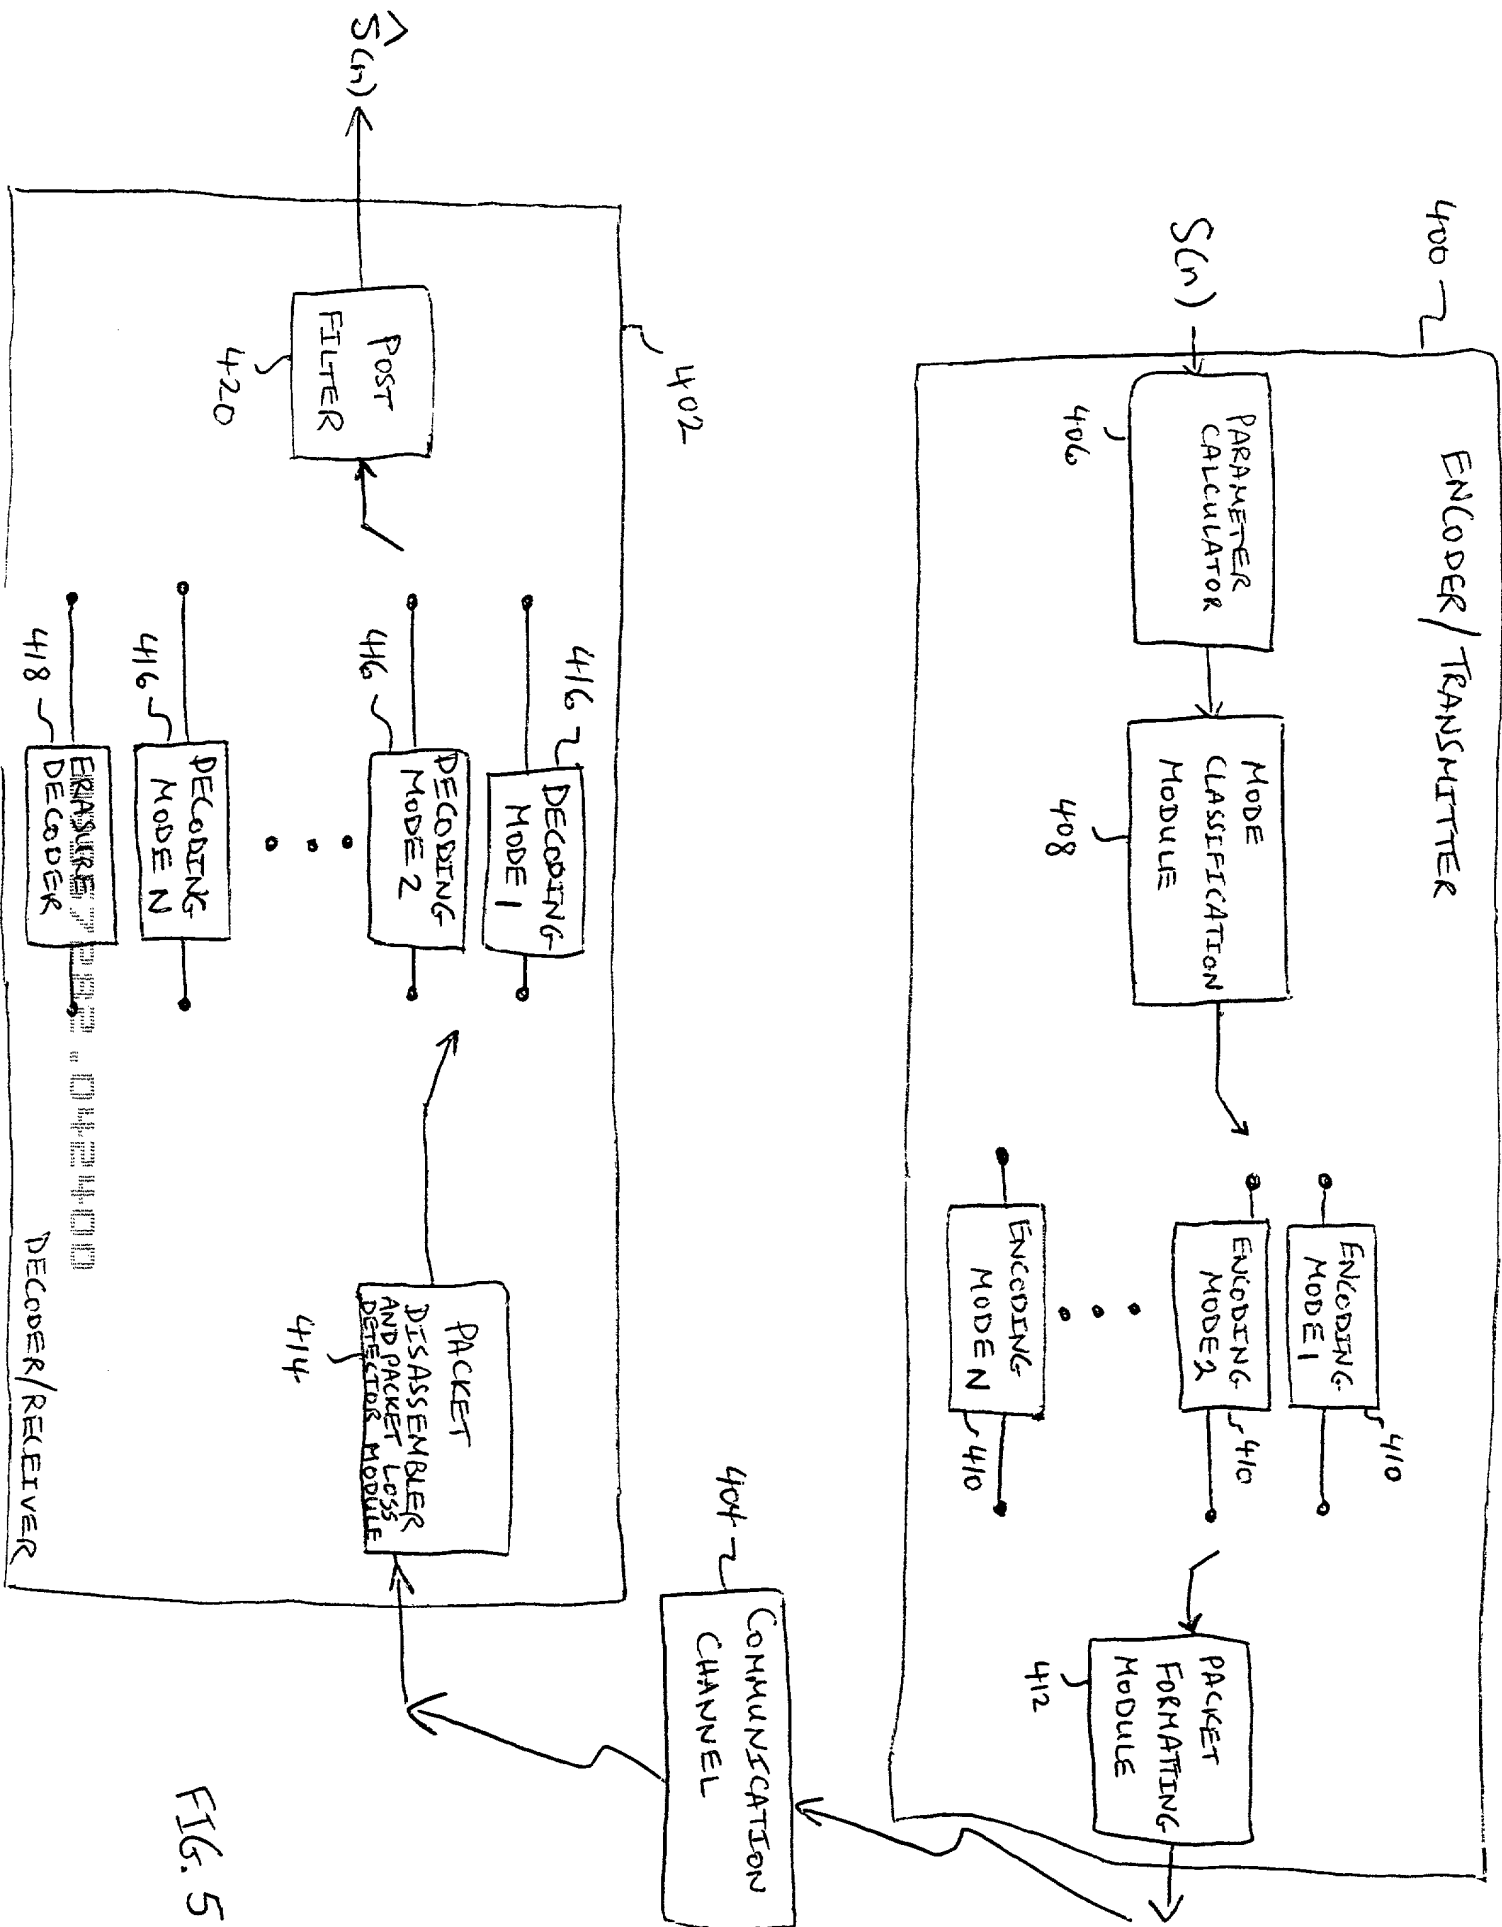 400
ENCODER/TRANSMITTER
S(n)
PARAMETER
CALCULATOR
406
MODE
CLASSIFICATION
MODULE
408
ENCODING
MODE 1
410
ENCODING
MODE 2
410
ENCODING
MODE N
410
PACKET
FORMATTING
MODULE
412
404
COMMUNICATION
CHANNEL
402
Ŝ(n)
POST
FILTER
420
416
DECODING
MODE 1
416
DECODING
MODE 2
416
DECODING
MODE N
418
ERASURE
DECODER
PACKET
DISASSEMBLER
AND PACKET LOSS
DETECTOR MODULE
414
DECODER/RECEIVER
FIG. 5